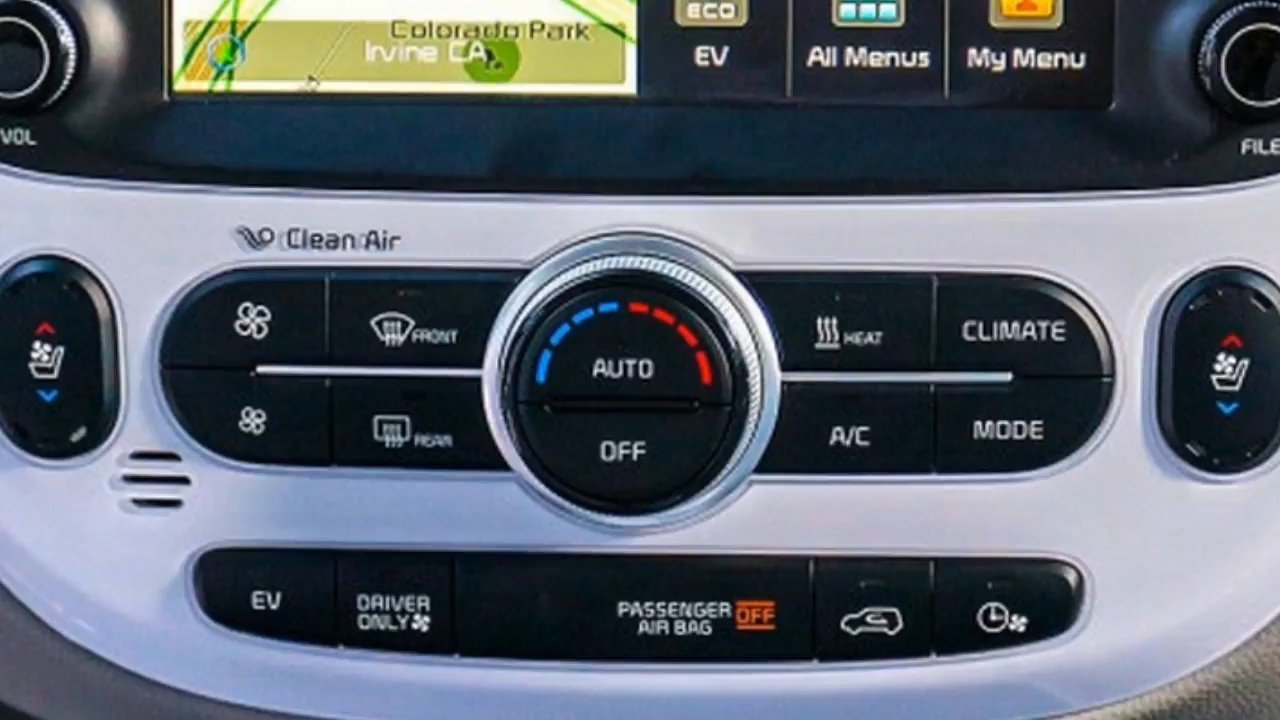 Colorado Park
Irvine CA
ECO
EV
All Menus
My Menu
VOL
FILE
Clean Air
FRONT
HEAT
CLIMATE
AUTO
REAR
OFF
A/C
MODE
EV
DRIVER
ONLY
PASSENGER OFF
AIR BAG